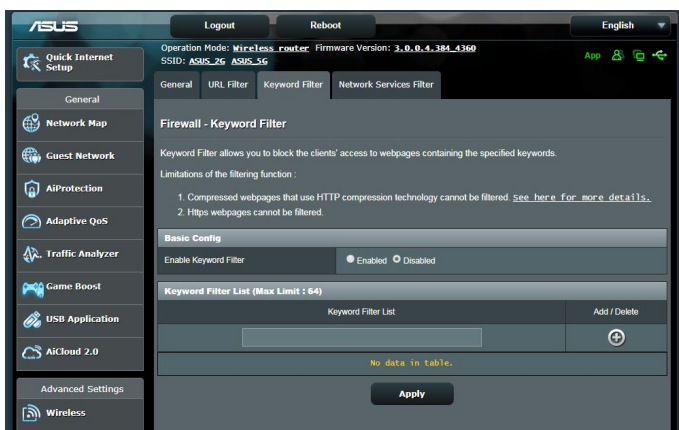 ASUS
Logout
Reboot
English
Operation Mode: Wireless router Firmware Version: 3.0.0.4.384_4360
SSID: ASUS_2G ASUS_5G
App
Quick Internet
Setup
General
Network Map
Guest Network
AiProtection
Adaptive QoS
Traffic Analyzer
Game Boost
USB Application
AiCloud 2.0
Advanced Settings
Wireless
General URL Filter Keyword Filter Network Services Filter
Firewall - Keyword Filter
Keyword Filter allows you to block the clients' access to webpages containing the specified keywords.
Limitations of the filtering function :
1. Compressed webpages that use HTTP compression technology cannot be filtered. See here for more details.
2. Https webpages cannot be filtered.
Basic Config
Enable Keyword Filter Enabled Disabled
Keyword Filter List (Max Limit : 64)
Keyword Filter List Add / Delete
No data in table.
Apply